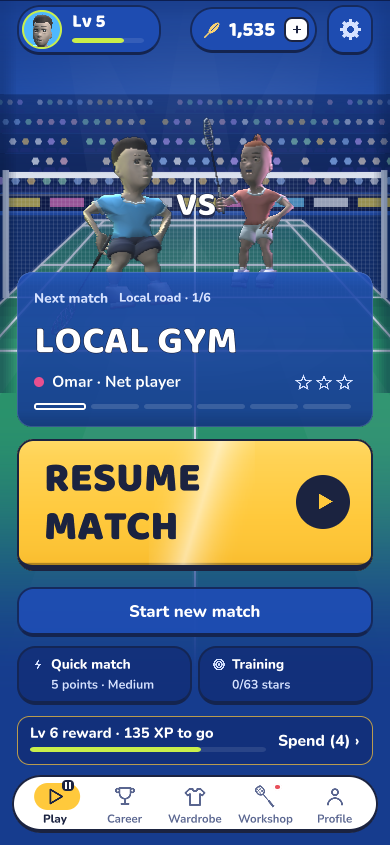 Lv 5
1,535 +
VS
Next match Local road · 1/6
LOCAL GYM
Omar · Net player
RESUME
MATCH
Start new match
Quick match
5 points · Medium
Training
0/63 stars
Lv 6 reward · 135 XP to go
Spend (4) ›
Play
Career
Wardrobe
Workshop
Profile